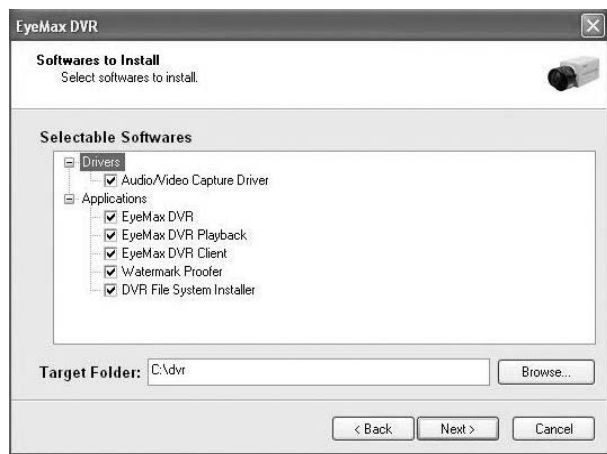 EyeMax DVR
Softwares to Install
Select softwares to install.
Selectable Softwares
Drivers
Audio/Video Capture Driver
Applications
EyeMax DVR
EyeMax DVR Playback
EyeMax DVR Client
Watermark Proofer
DVR File System Installer
Target Folder: C:\dvr Browse...
< Back Next > Cancel